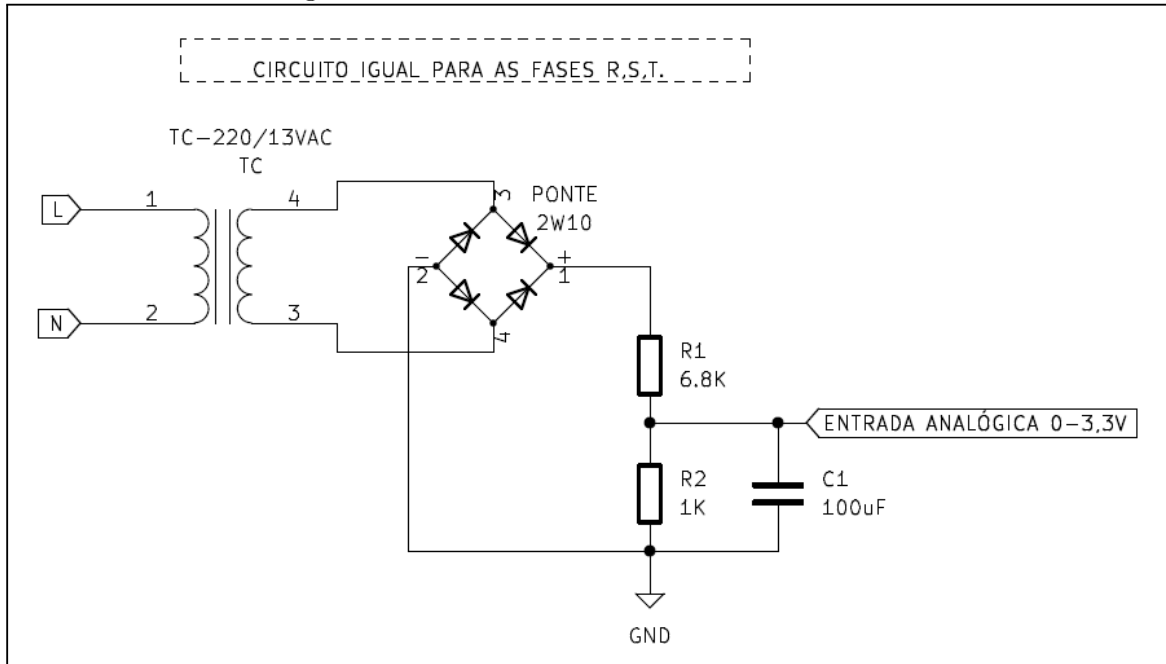 CIRCUITO IGUAL PARA AS FASES R,S,T.
TC-220/13VAC
TC
L
1
4
N
2
3
3
PONTE
2W10
-
2
+
1
4
R1
6.8K
ENTRADA ANALÓGICA 0-3,3V
R2
1K
C1
100uF
GND